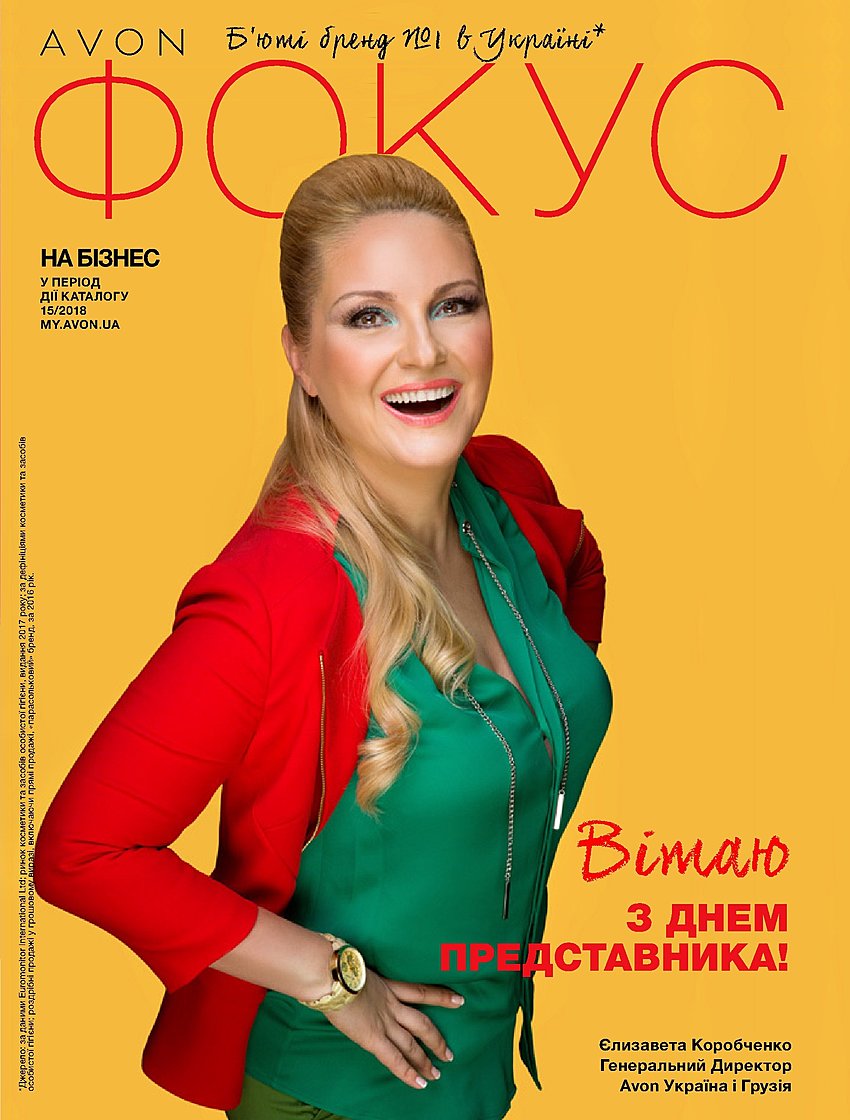 AVON Б'юті бренд №1 в Україні*
ФОКУС
НА БІЗНЕС
У ПЕРІОД
ДІЇ КАТАЛОГУ
15/2018
MY.AVON.UA
*Джерело: за даними Euromonitor International Ltd; ринок косметики та засобів особистої гігієни, видання 2017 року; за дефініціями косметики та засобів
особистої гігієни; роздрібні продажі у грошовому виразі, включаючи прямі продажі, «парасольковий» бренд, за 2016 рік.
Вітаю
З ДНЕМ
ПРЕДСТАВНИКА!
Єлизавета Коробченко
Генеральний Директор
Avon Україна і Грузія